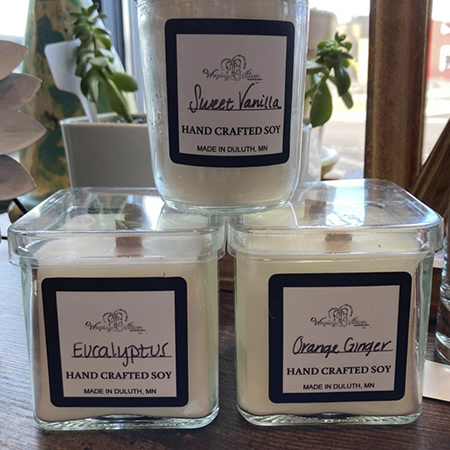 Sweet Vanilla
HAND CRAFTED SOY
MADE IN DULUTH, MN
Eucalyptus
HAND CRAFTED SOY
MADE IN DULUTH, MN
Orange Ginger
HAND CRAFTED SOY
MADE IN DULUTH, MN